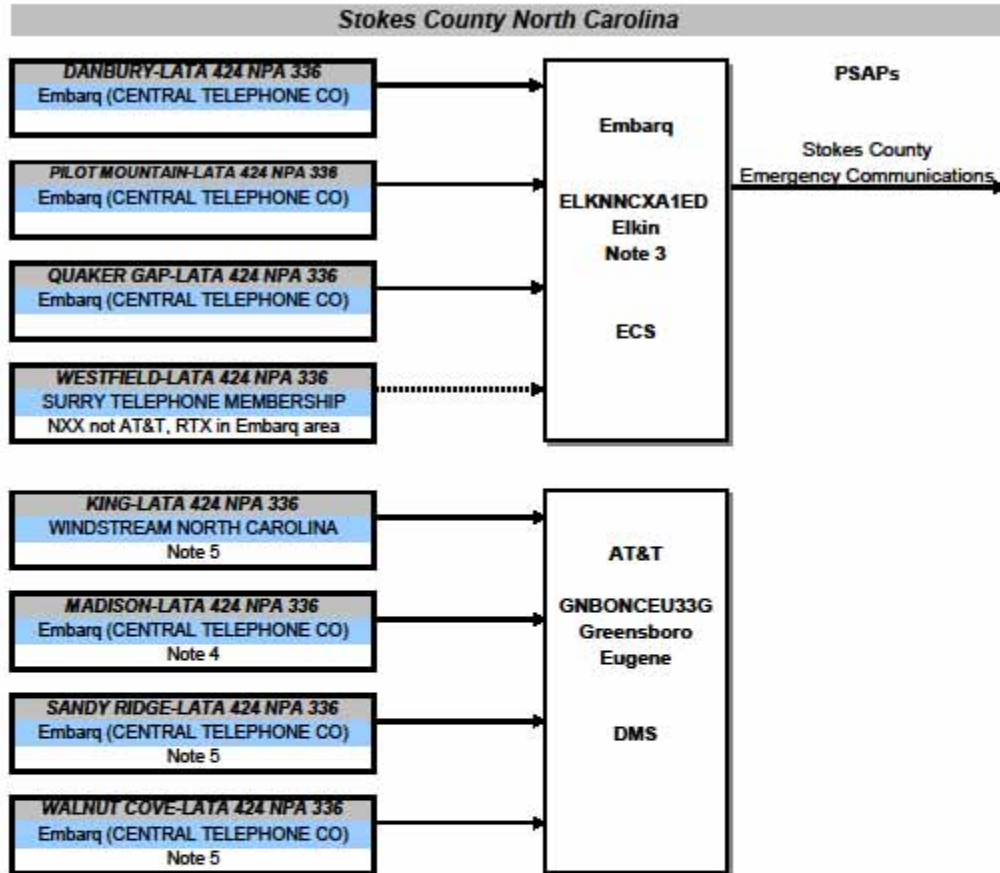 Stokes County North Carolina
DANBURY-LATA 424 NPA 336
Embarq (CENTRAL TELEPHONE CO)
PILOT MOUNTAIN-LATA 424 NPA 336
Embarq (CENTRAL TELEPHONE CO)
QUAKER GAP-LATA 424 NPA 336
Embarq (CENTRAL TELEPHONE CO)
WESTFIELD-LATA 424 NPA 336
SURRY TELEPHONE MEMBERSHIP
NXX not AT&T, RTX in Embarq area
Embarq
ELKNNCXA1ED
Elkin
Note 3
ECS
PSAPs
Stokes County
Emergency Communications
KING-LATA 424 NPA 336
WINDSTREAM NORTH CAROLINA
Note 5
MADISON-LATA 424 NPA 336
Embarq (CENTRAL TELEPHONE CO)
Note 4
SANDY RIDGE-LATA 424 NPA 336
Embarq (CENTRAL TELEPHONE CO)
Note 5
WALNUT COVE-LATA 424 NPA 336
Embarq (CENTRAL TELEPHONE CO)
Note 5
AT&T
GNBONCEU33G
Greensboro
Eugene
DMS